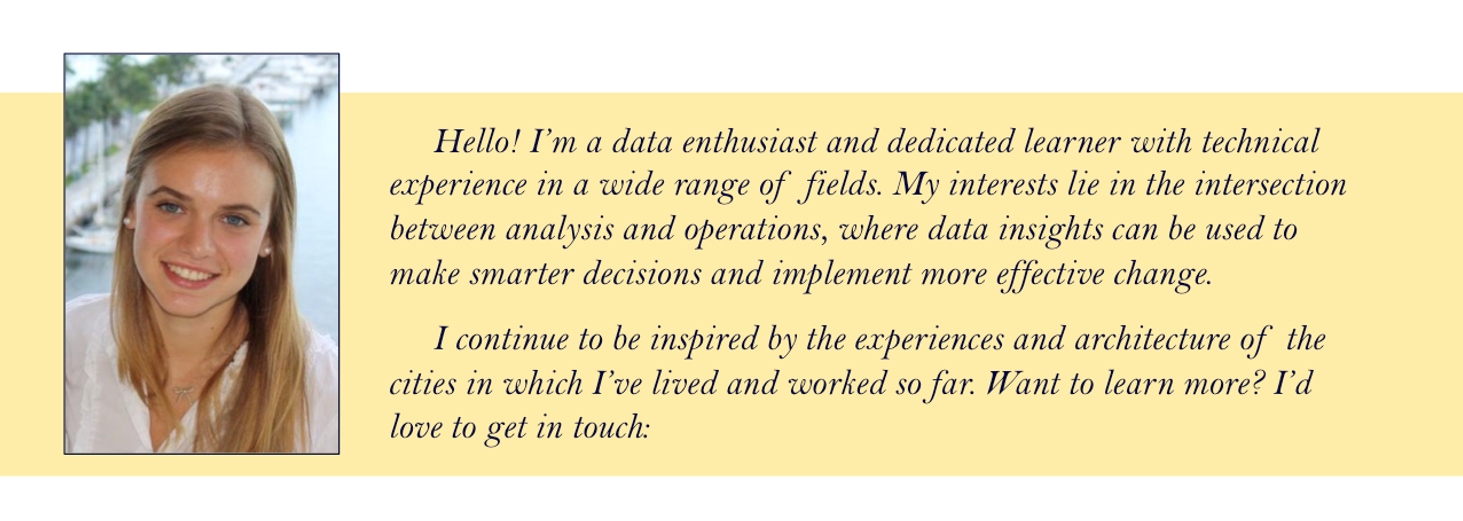 Hello! I’m a data enthusiast and dedicated learner with technical
experience in a wide range of fields. My interests lie in the intersection
between analysis and operations, where data insights can be used to
make smarter decisions and implement more effective change.
I continue to be inspired by the experiences and architecture of the
cities in which I’ve lived and worked so far. Want to learn more? I’d
love to get in touch: